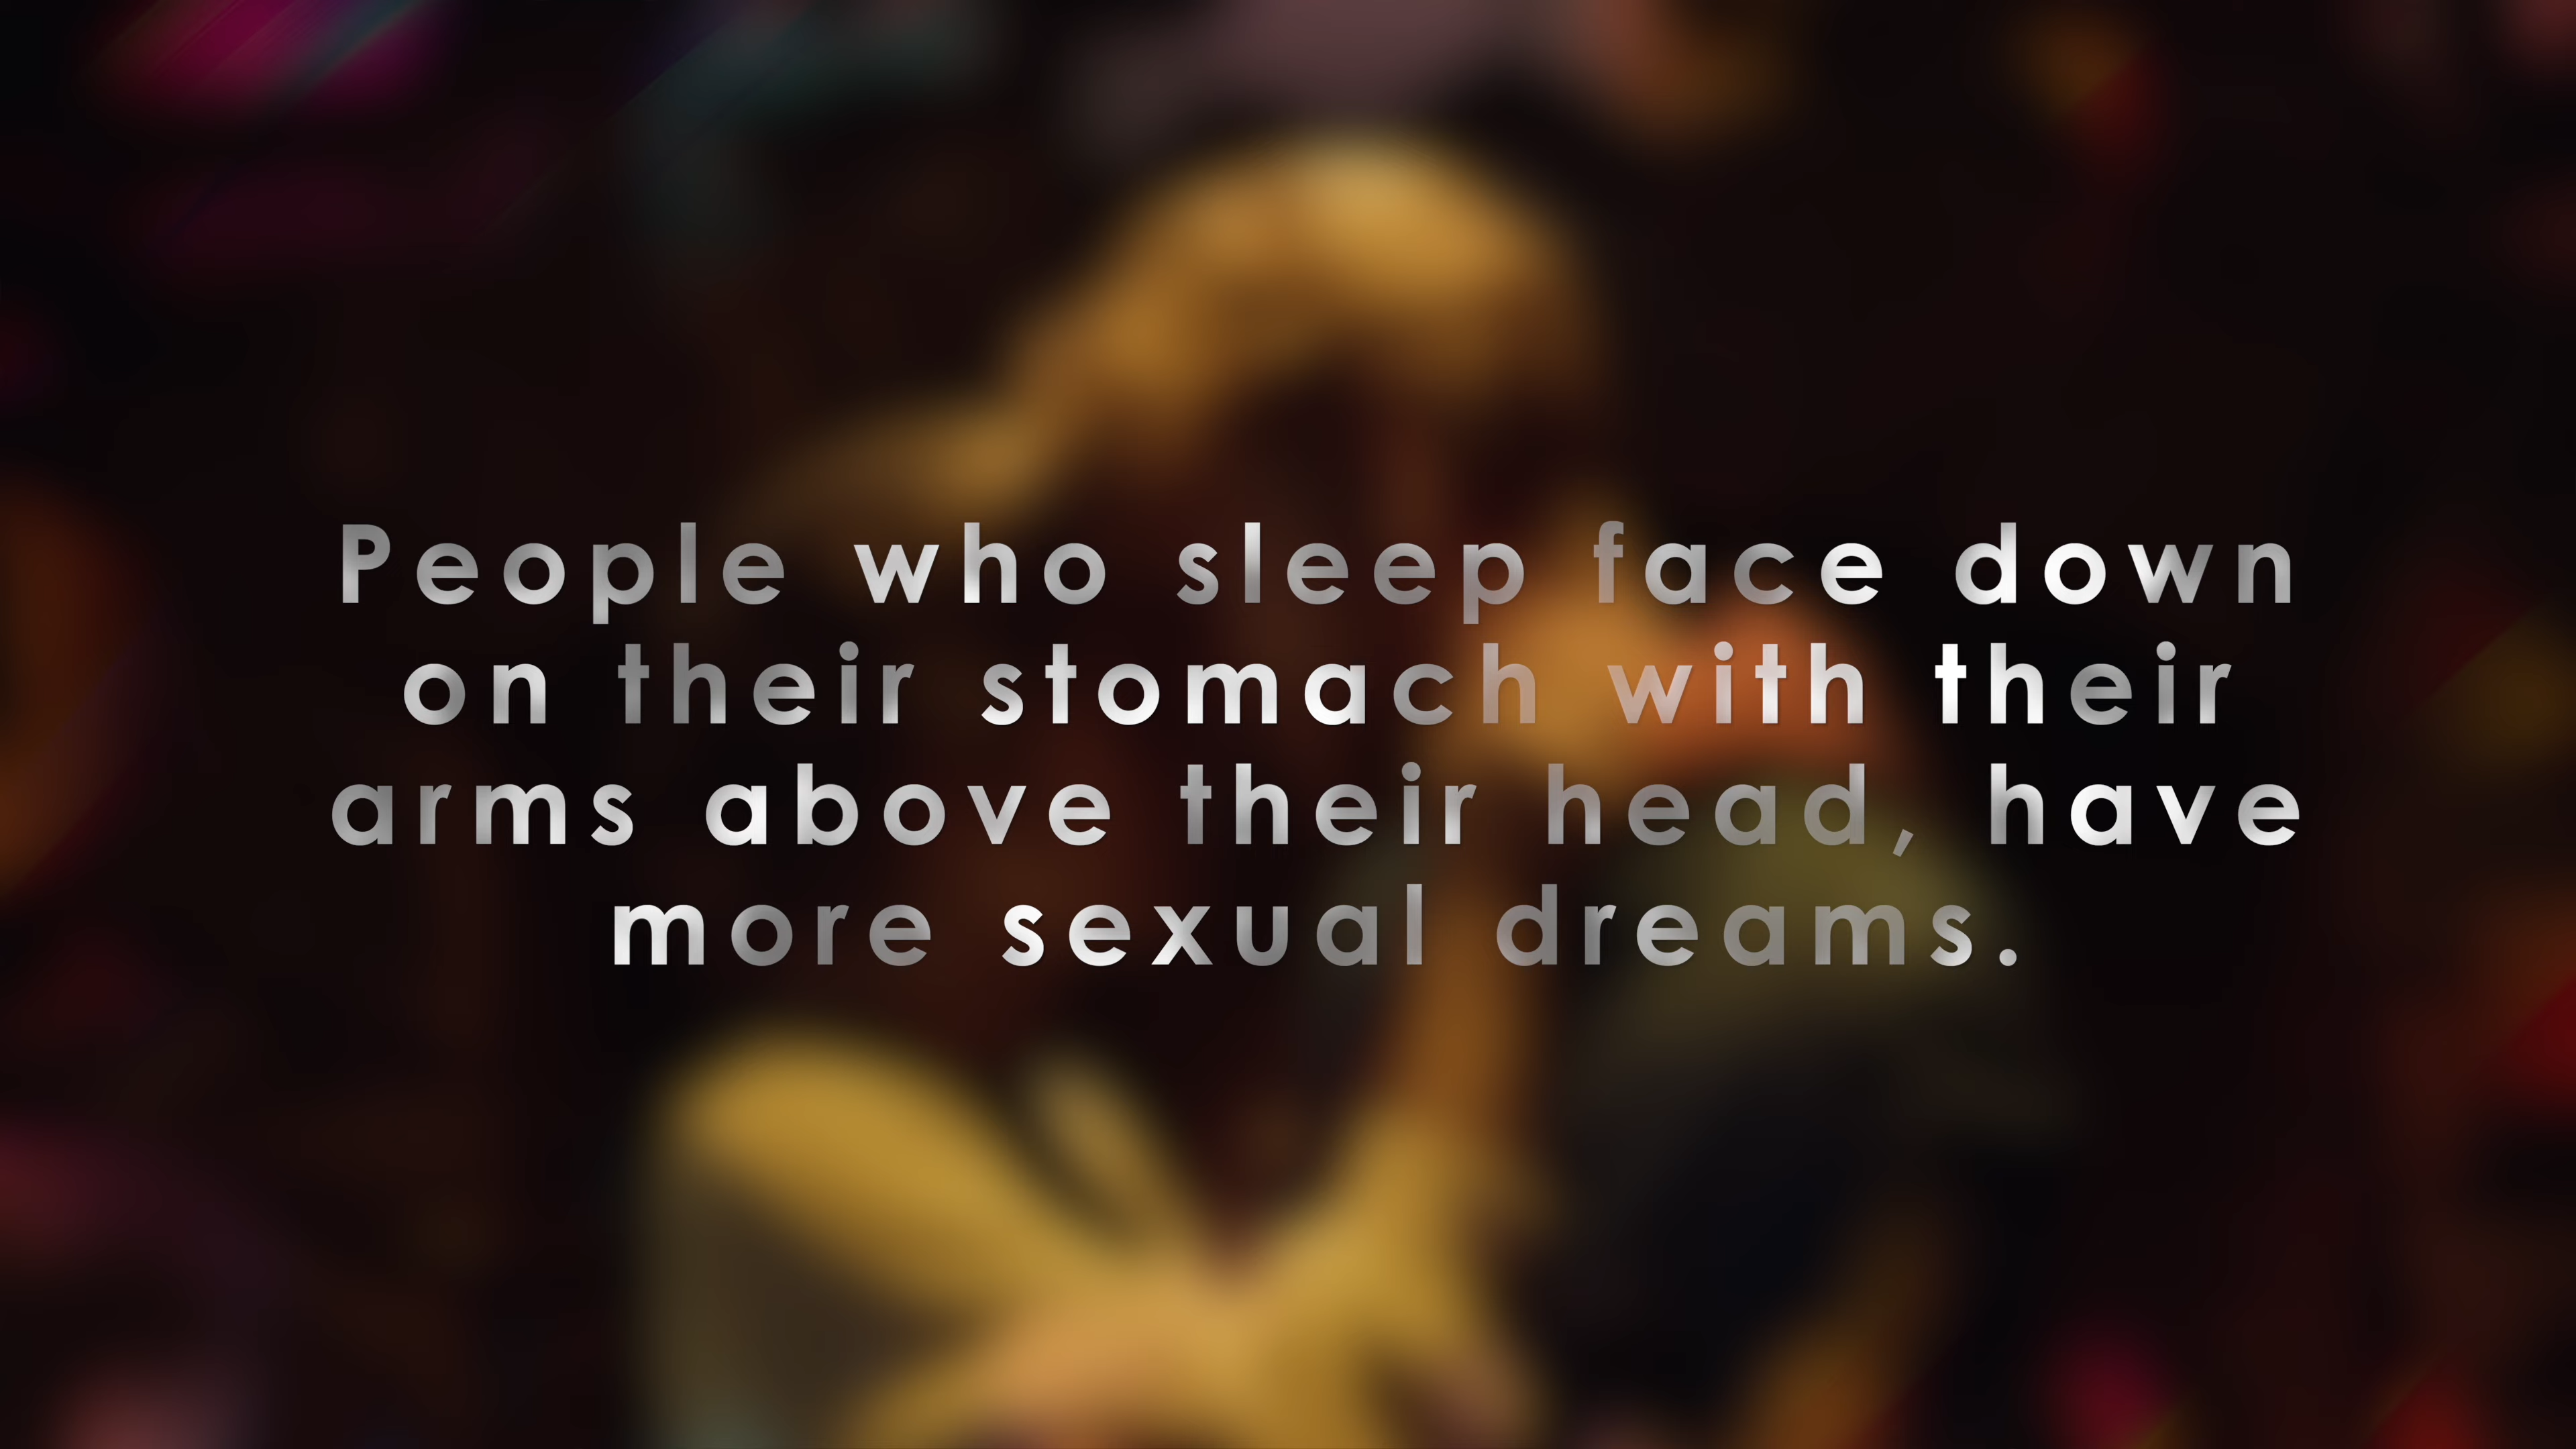 People who sleep face down
on their stomach with their
arms above their head, have
more sexual dreams.